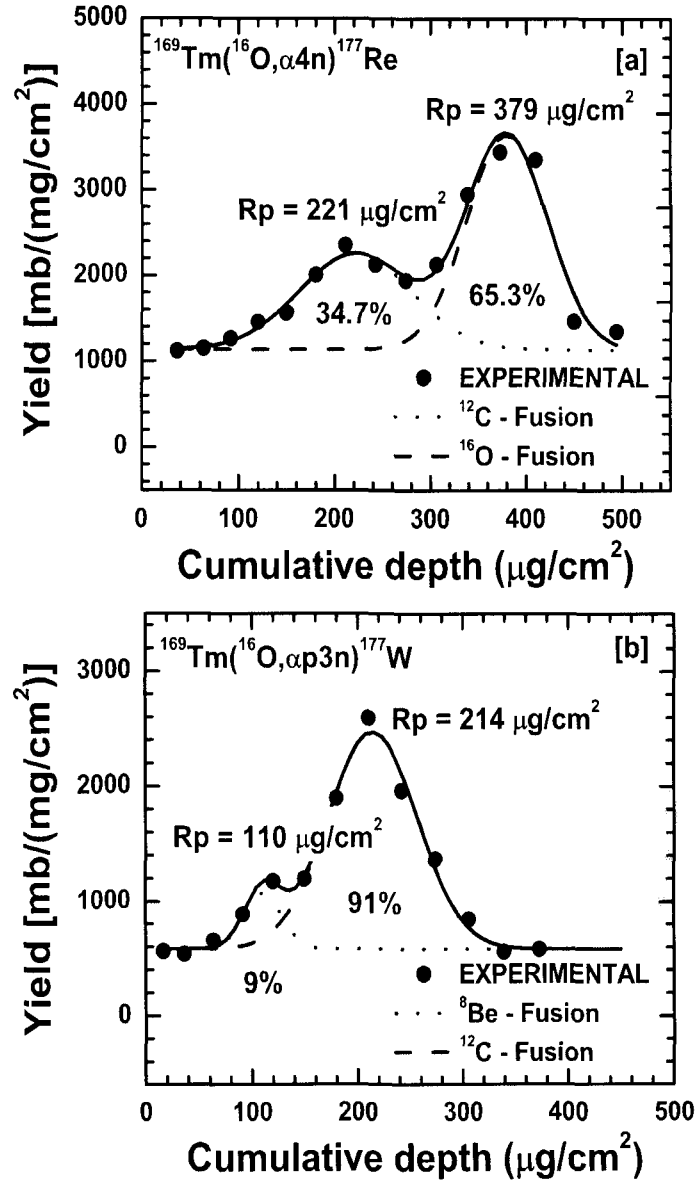 ¹⁶⁹Tm(¹⁶O,α4n)¹⁷⁷Re [a]
Rp = 379 μg/cm²
Rp = 221 μg/cm²
34.7%
65.3%
EXPERIMENTAL
¹²C - Fusion
¹⁶O - Fusion
5000
4000
3000
2000
1000
0
Yield [mb/(mg/cm²)]
0 100 200 300 400 500
Cumulative depth (μg/cm²)
¹⁶⁹Tm(¹⁶O,αp3n)¹⁷⁷W [b]
Rp = 214 μg/cm²
Rp = 110 μg/cm²
91%
9%
EXPERIMENTAL
⁸Be - Fusion
¹²C - Fusion
3000
2000
1000
0
Yield [mb/(mg/cm²)]
0 100 200 300 400 500
Cumulative depth (μg/cm²)